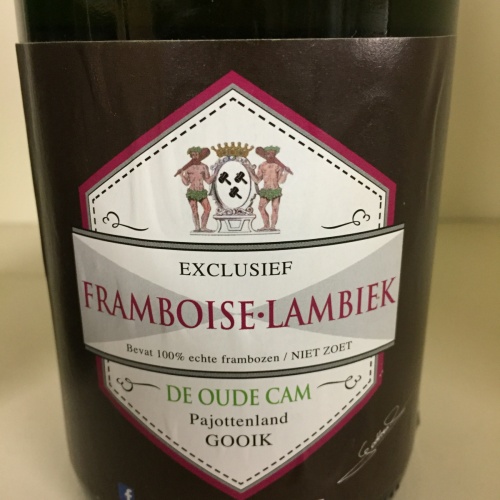 EXCLUSIEF
FRAMBOISE·LAMBIEK
Bevat 100% echte frambozen / NIET ZOET
DE OUDE CAM
Pajottenland
GOOIK
f